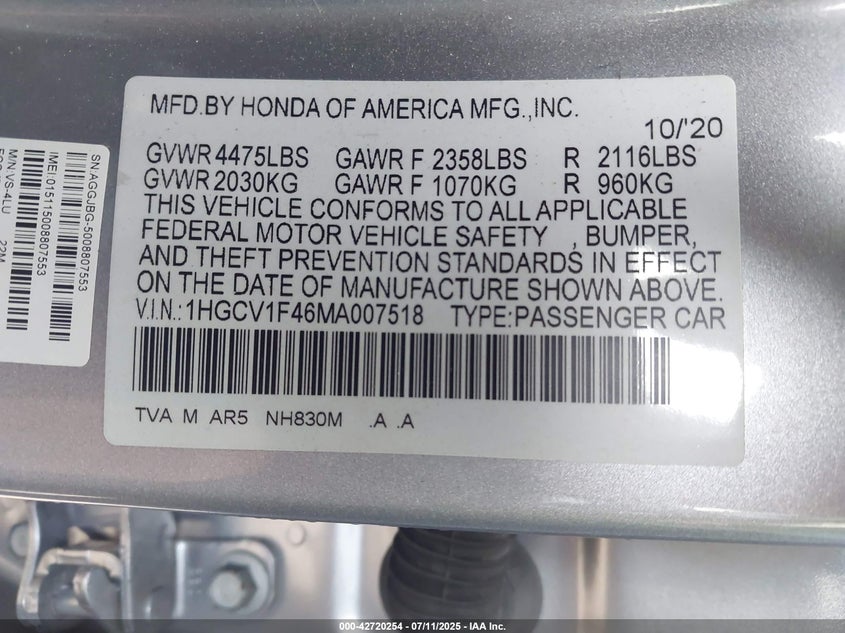 MFD.BY HONDA OF AMERICA MFG.,INC.
10/'20
GVWR 4475LBS GAWR F 2358LBS R 2116LBS
GVWR 2030KG GAWR F 1070KG R 960KG
THIS VEHICLE CONFORMS TO ALL APPLICABLE
FEDERAL MOTOR VEHICLE SAFETY , BUMPER,
AND THEFT PREVENTION STANDARDS IN EFFECT
ON THE DATE OF MANUFACTURE SHOWN ABOVE.
V.I.N.:1HGCV1F46MA007518 TYPE:PASSENGER CAR
TVA M AR5 NH830M .A .A
SN:AGGJBG-5008807553
IMEI:015115008807553
M/N:VS-4LIU 22M
000-42720254 - 07/11/2025 - IAA Inc.